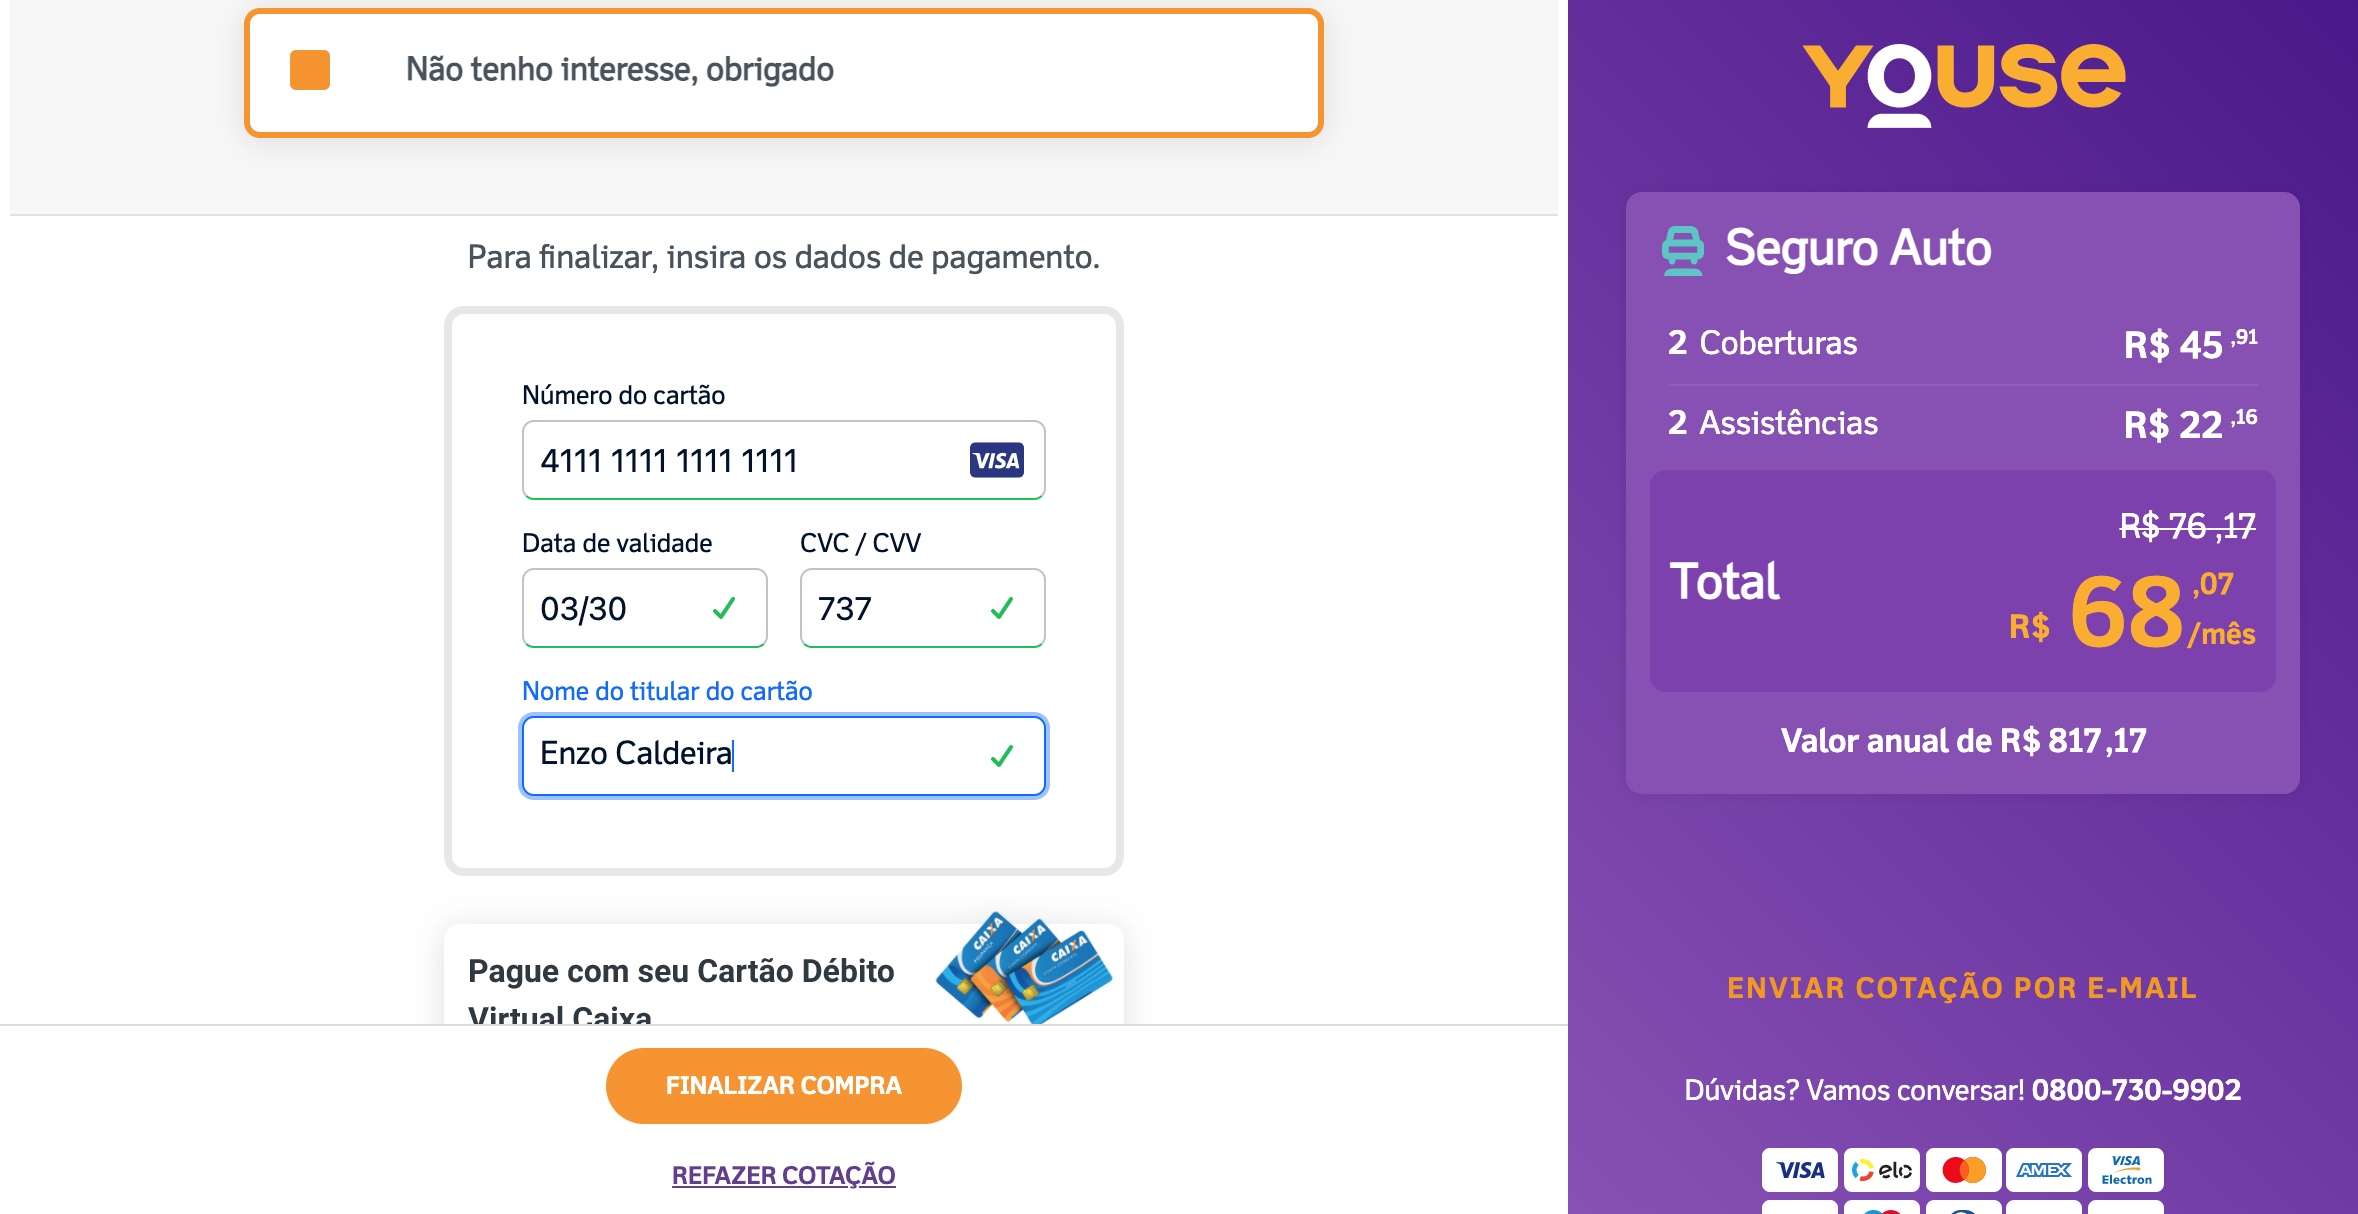 Não tenho interesse, obrigado
Para finalizar, insira os dados de pagamento.
Número do cartão
4111 1111 1111 1111
VISA
Data de validade
CVC / CVV
03/30
737
Nome do titular do cartão
Enzo Caldeira
Pague com seu Cartão Débito
Virtual Caixa
CAIXA
CAIXA
CAIXA
FINALIZAR COMPRA
REFAZER COTAÇÃO
YOUSE
Seguro Auto
2 Coberturas R$ 45 ,91
2 Assistências R$ 22 ,16
R$ 76 ,17
Total
R$ 68 ,07 /mês
Valor anual de R$ 817,17
ENVIAR COTAÇÃO POR E-MAIL
Dúvidas? Vamos conversar! 0800-730-9902
VISA
elo
AMEX
VISA Electron